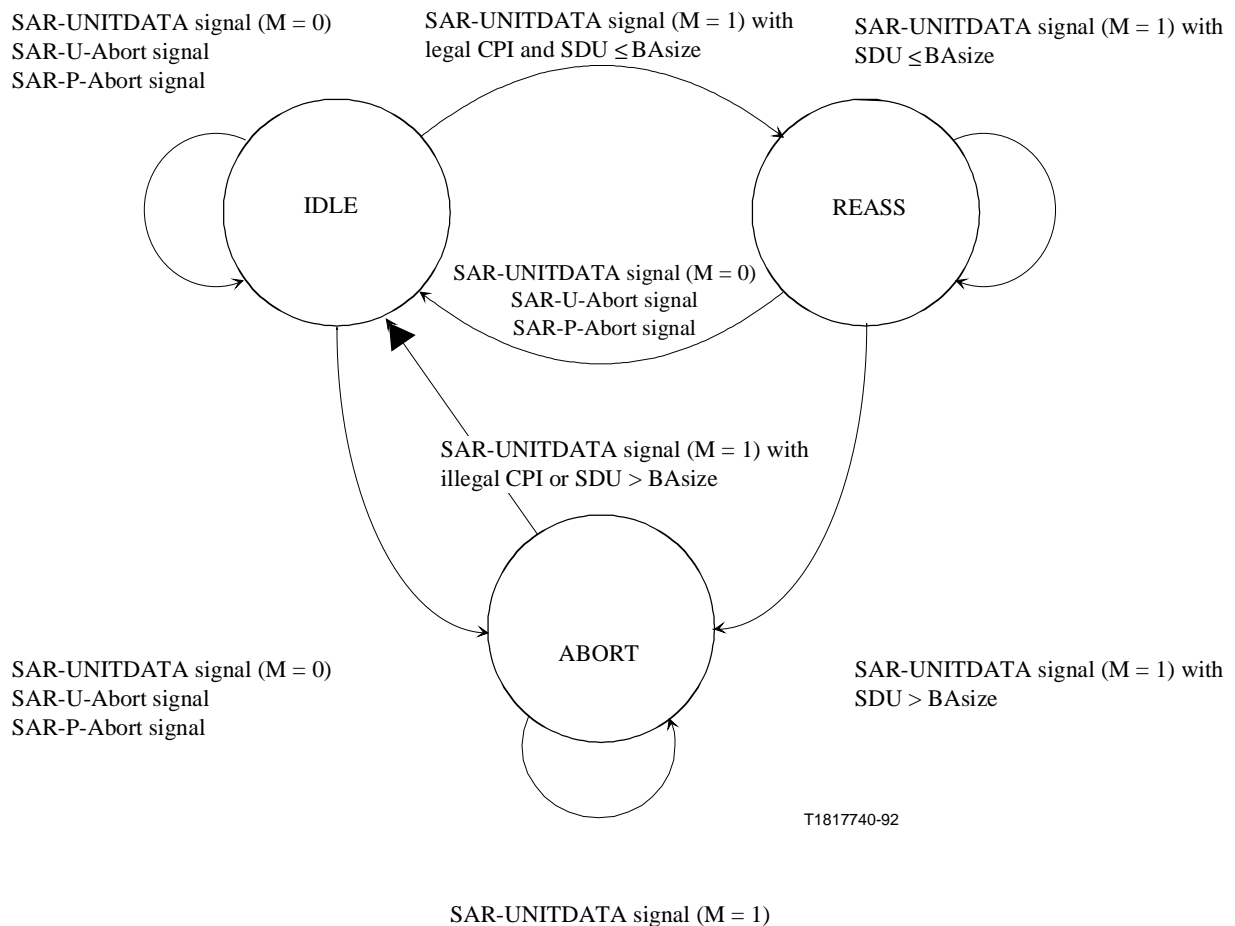 SAR-UNITDATA signal (M = 0)
SAR-U-Abort signal
SAR-P-Abort signal
SAR-UNITDATA signal (M = 1) with
legal CPI and SDU ≤ BAsize
SAR-UNITDATA signal (M = 1) with
SDU ≤ BAsize
IDLE
REASS
SAR-UNITDATA signal (M = 0)
SAR-U-Abort signal
SAR-P-Abort signal
SAR-UNITDATA signal (M = 1) with
illegal CPI or SDU > BAsize
ABORT
SAR-UNITDATA signal (M = 0)
SAR-U-Abort signal
SAR-P-Abort signal
SAR-UNITDATA signal (M = 1) with
SDU > BAsize
T1817740-92
SAR-UNITDATA signal (M = 1)